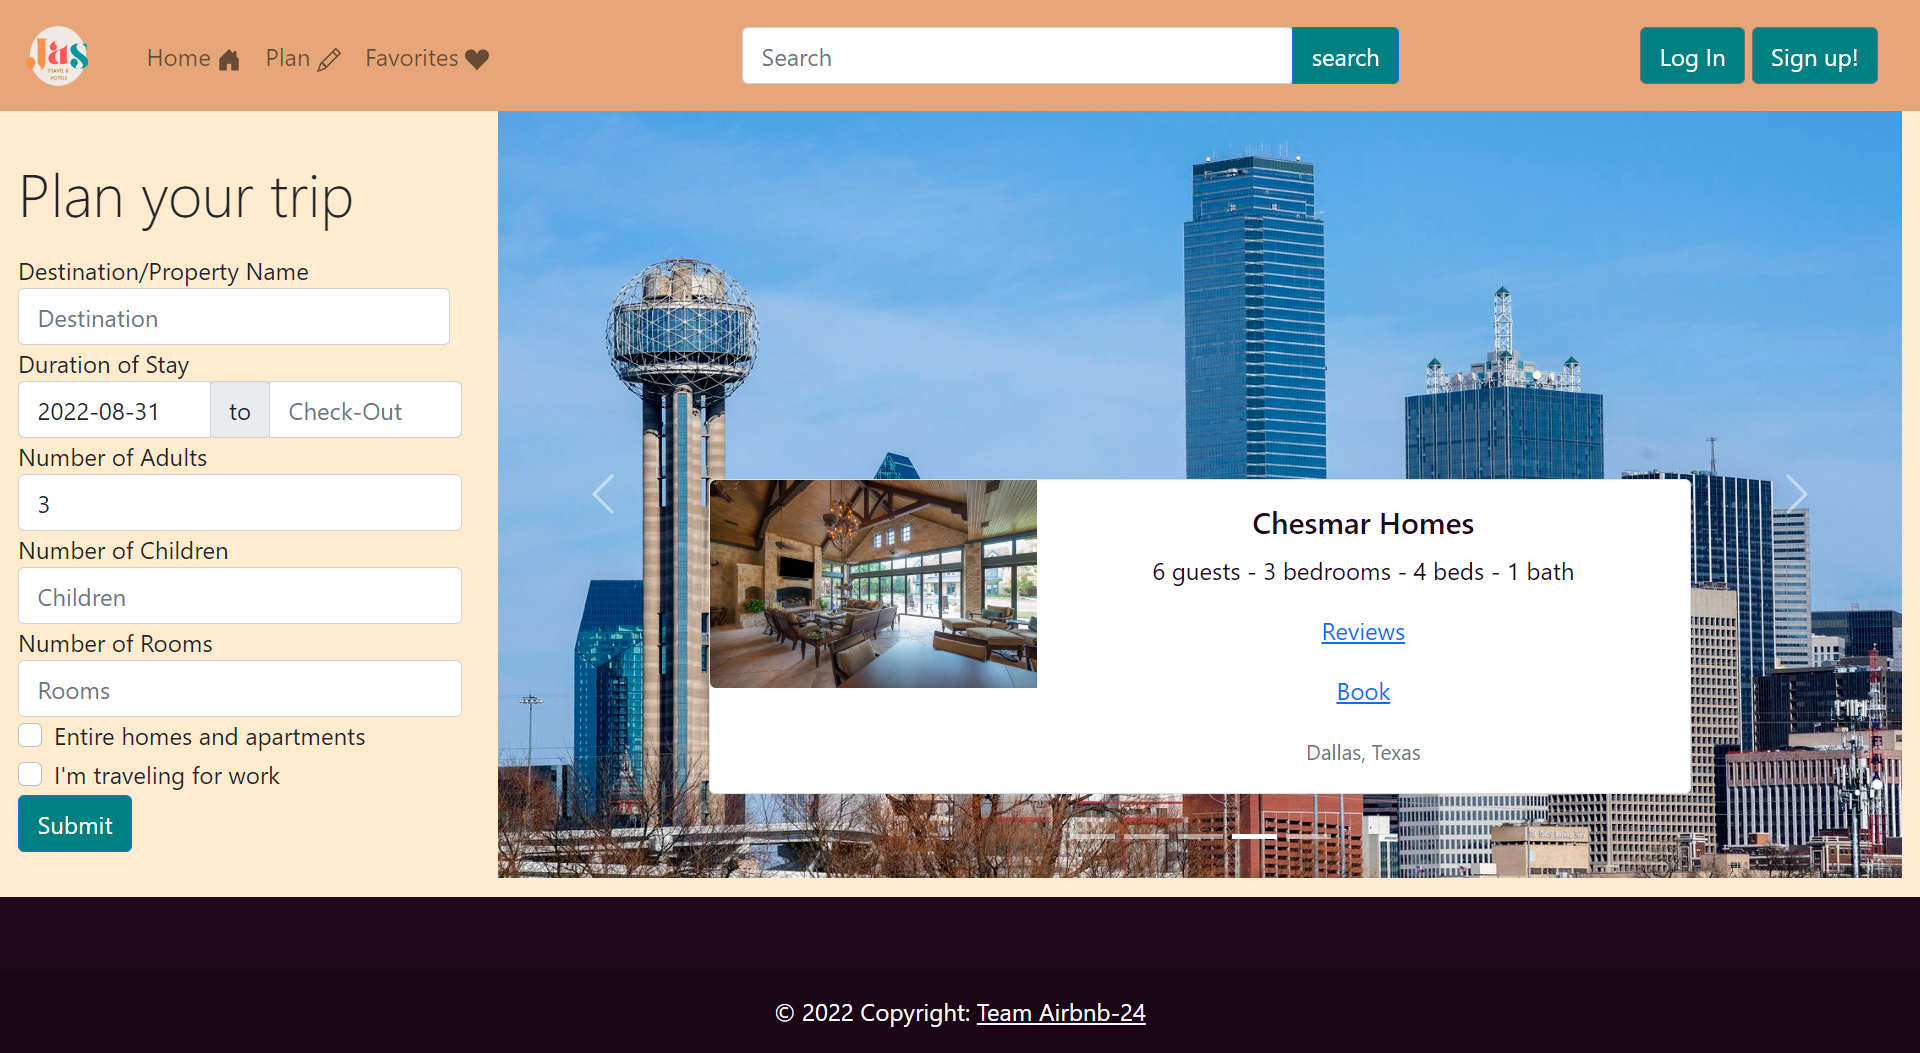 Jas
TRAVEL &
HOTELS
Home
Plan
Favorites
Search
search
Log In
Sign up!
Plan your trip
Destination/Property Name
Destination
Duration of Stay
2022-08-31 to Check-Out
Number of Adults
3
Number of Children
Children
Number of Rooms
Rooms
Entire homes and apartments
I'm traveling for work
Submit
Chesmar Homes
6 guests - 3 bedrooms - 4 beds - 1 bath
Reviews
Book
Dallas, Texas
© 2022 Copyright: Team Airbnb-24